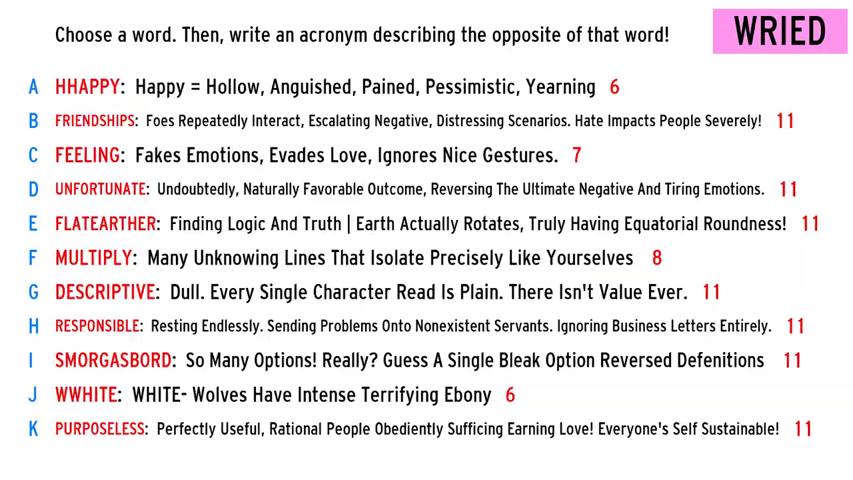 Choose a word. Then, write an acronym describing the opposite of that word!
WRIED
A HHAPPY: Happy = Hollow, Anguished, Pained, Pessimistic, Yearning 6
B FRIENDSHIPS: Foes Repeatedly Interact, Escalating Negative, Distressing Scenarios. Hate Impacts People Severely! 11
C FEELING: Fakes Emotions, Evades Love, Ignores Nice Gestures. 7
D UNFORTUNATE: Undoubtedly, Naturally Favorable Outcome, Reversing The Ultimate Negative And Tiring Emotions. 11
E FLATEARTHER: Finding Logic And Truth | Earth Actually Rotates, Truly Having Equatorial Roundness! 11
F MULTIPLY: Many Unknowing Lines That Isolate Precisely Like Yourselves 8
G DESCRIPTIVE: Dull. Every Single Character Read Is Plain. There Isn't Value Ever. 11
H RESPONSIBLE: Resting Endlessly. Sending Problems Onto Nonexistent Servants. Ignoring Business Letters Entirely. 11
I SMORGASBORD: So Many Options! Really? Guess A Single Bleak Option Reversed Defenitions 11
J WWHITE: WHITE- Wolves Have Intense Terrifying Ebony 6
K PURPOSELESS: Perfectly Useful, Rational People Obediently Sufficing Earning Love! Everyone's Self Sustainable! 11